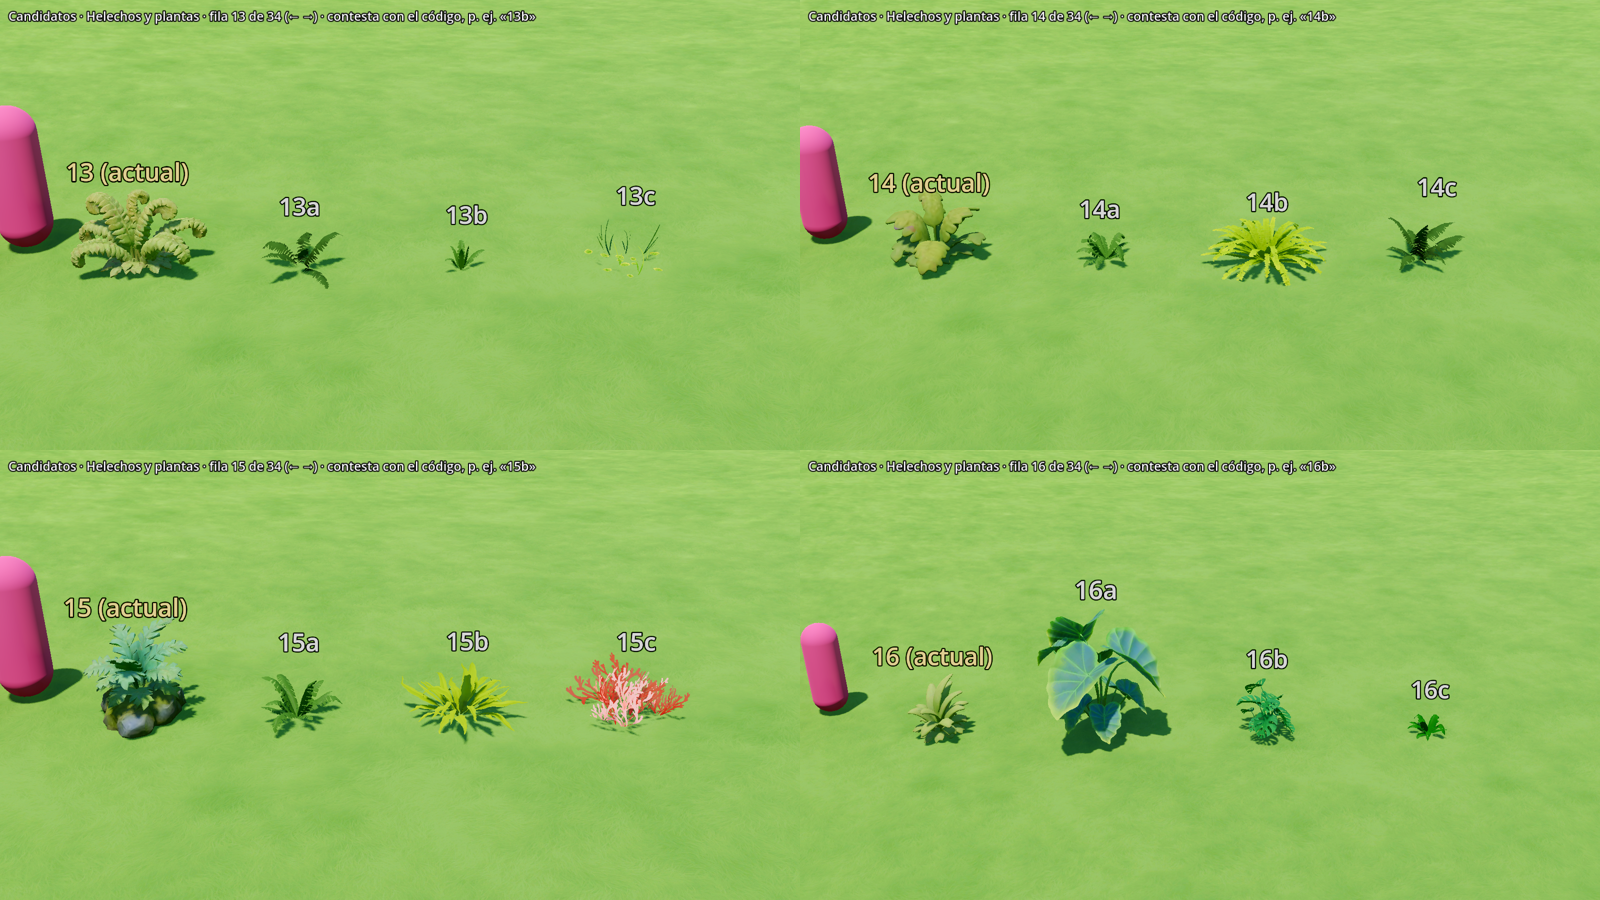 Candidatos · Helechos y plantas · fila 13 de 34 (← →) · contesta con el código, p. ej. «13b»
13 (actual)
13a
13b
13c
Candidatos · Helechos y plantas · fila 14 de 34 (← →) · contesta con el código, p. ej. «14b»
14 (actual)
14a
14b
14c
Candidatos · Helechos y plantas · fila 15 de 34 (← →) · contesta con el código, p. ej. «15b»
15 (actual)
15a
15b
15c
Candidatos · Helechos y plantas · fila 16 de 34 (← →) · contesta con el código, p. ej. «16b»
16 (actual)
16a
16b
16c